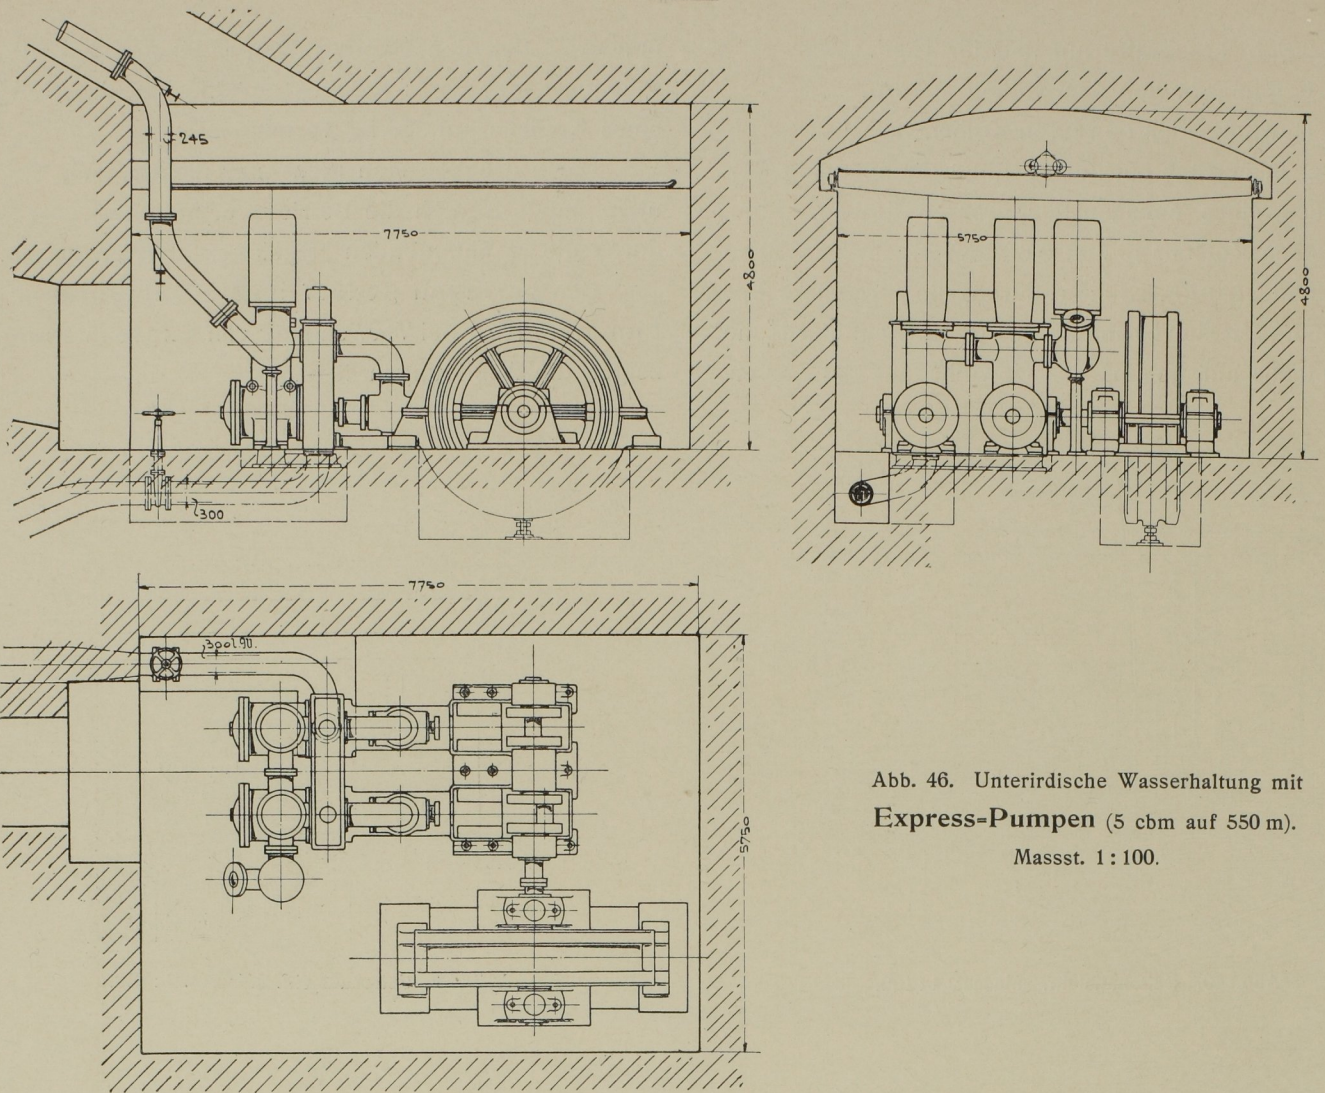 245
7750
4800
300
5750
4800
7750
5750
Abb. 46. Unterirdische Wasserhaltung mit
Express=Pumpen (5 cbm auf 550 m).
Massst. 1 : 100.